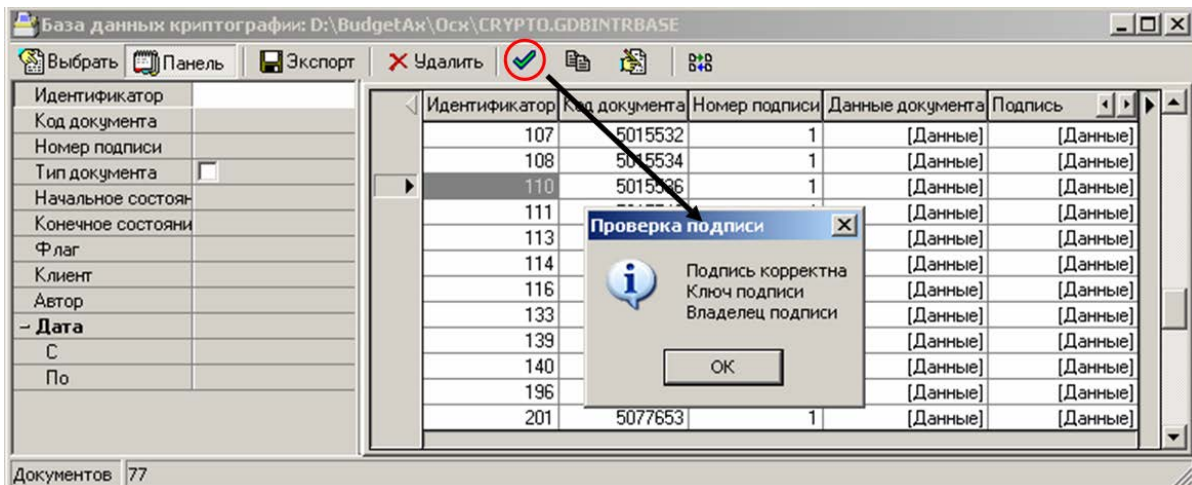 База данных криптографии: D:\BudgetAx\Ocx\CRYPTO.GDBINTRBASE
Выбрать Панель Экспорт Удалить
Идентификатор
Код документа
Номер подписи
Тип документа
Начальное состоян
Конечное состояни
Флаг
Клиент
Автор
− Дата
С
По
Идентификатор Код документа Номер подписи Данные документа Подпись
107 5015532 1 [Данные] [Данные]
108 5015534 1 [Данные] [Данные]
110 5015536 1 [Данные] [Данные]
111 [Данные] [Данные]
113 [Данные] [Данные]
114 [Данные] [Данные]
116 [Данные] [Данные]
133 [Данные] [Данные]
139 [Данные] [Данные]
140 [Данные] [Данные]
196 [Данные] [Данные]
201 5077653 1 [Данные] [Данные]
Проверка подписи
Подпись корректна
Ключ подписи
Владелец подписи
OK
Документов 77